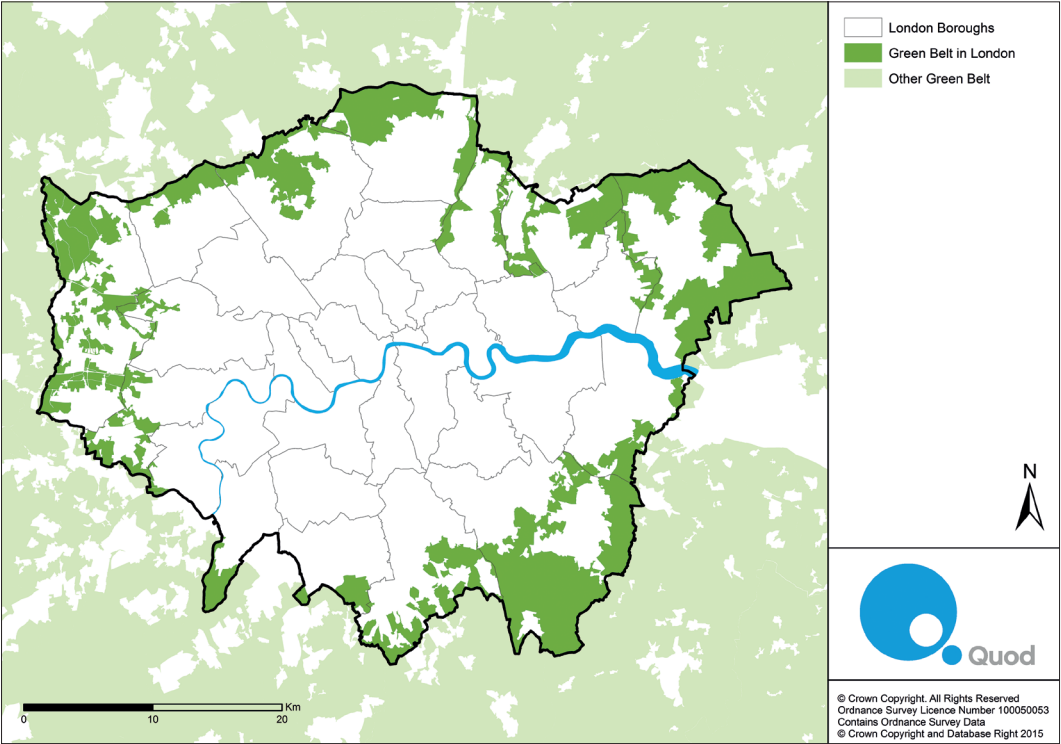 London Boroughs
Green Belt in London
Other Green Belt
N
Quod
Km
0 10 20
© Crown Copyright. All Rights Reserved
Ordnance Survey Licence Number 100050053
Contains Ordnance Survey Data
© Crown Copyright and Database Right 2015